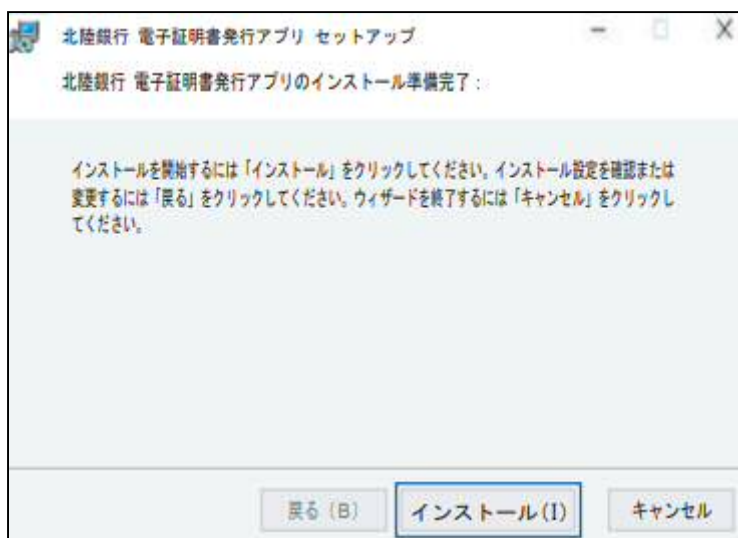 北陸銀行 電子証明書発行アプリ セットアップ
北陸銀行 電子証明書発行アプリのインストール準備完了:
インストールを開始するには「インストール」をクリックしてください。インストール設定を確認または
変更するには「戻る」をクリックしてください。ウィザードを終了するには「キャンセル」をクリックし
てください。
戻る(B) インストール(I) キャンセル